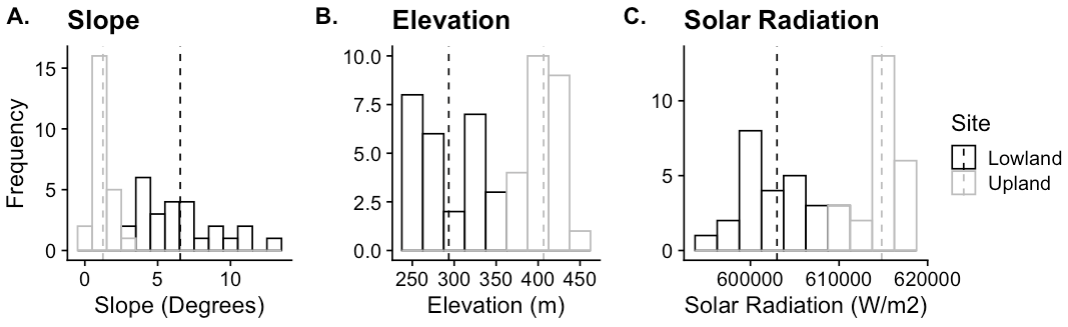 A. Slope B. Elevation C. Solar Radiation
Frequency
15
10
5
0
0 5 10
Slope (Degrees)
10.0
7.5
5.0
2.5
0.0
250 300 350 400 450
Elevation (m)
10
5
0
600000 610000 620000
Solar Radiation (W/m2)
Site
Lowland
Upland